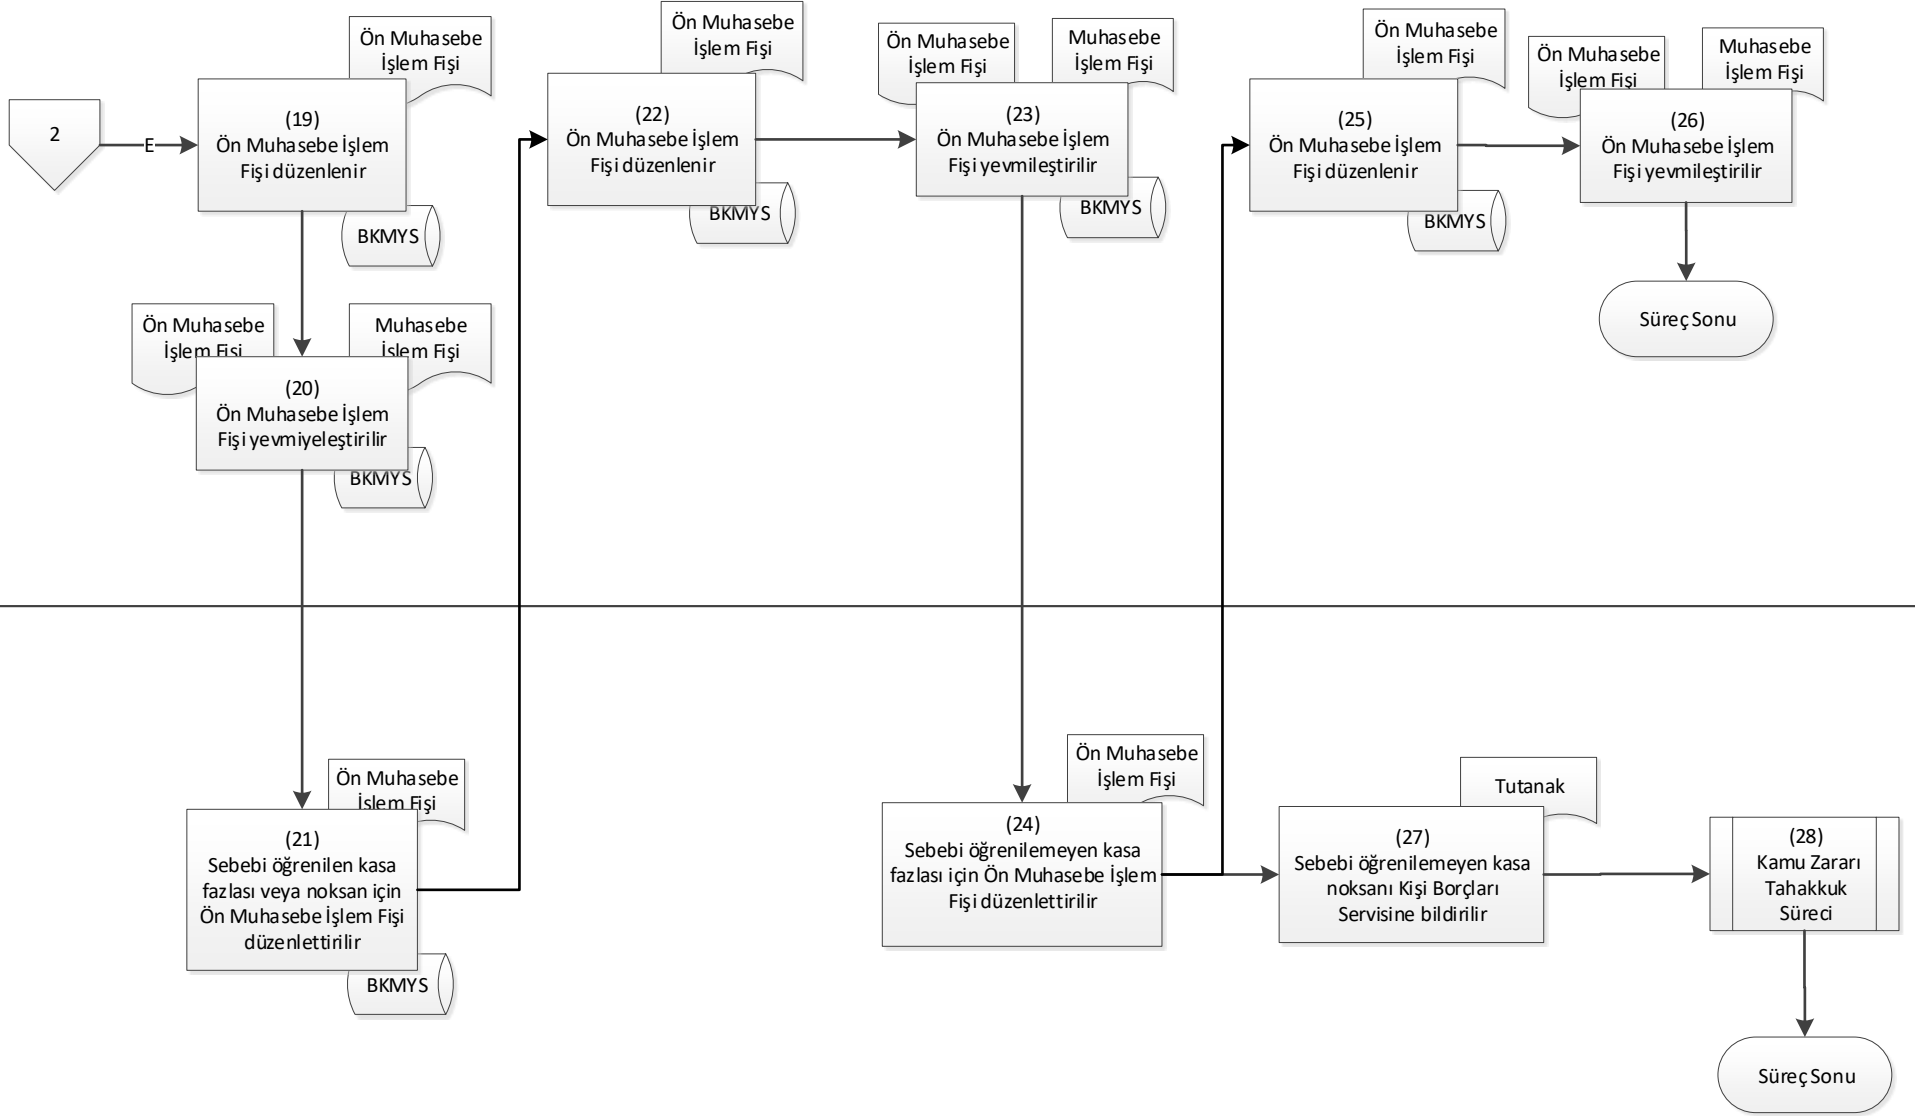 2
E
Ön Muhasebe
İşlem Fişi
(19)
Ön Muhasebe İşlem
Fişi düzenlenir
BKMYS
Ön Muhasebe
İşlem Fişi
Muhasebe
İşlem Fişi
(20)
Ön Muhasebe İşlem
Fişi yevmiyeleştirilir
BKMYS
Ön Muhasebe
İşlem Fişi
(22)
Ön Muhasebe İşlem
Fişi düzenlenir
BKMYS
Ön Muhasebe
İşlem Fişi
Muhasebe
İşlem Fişi
(23)
Ön Muhasebe İşlem
Fişi yevmileştirilir
BKMYS
Ön Muhasebe
İşlem Fişi
(25)
Ön Muhasebe İşlem
Fişi düzenlenir
BKMYS
Ön Muhasebe
İşlem Fişi
Muhasebe
İşlem Fişi
(26)
Ön Muhasebe İşlem
Fişi yevmileştirilir
Süreç Sonu
Ön Muhasebe
İşlem Fişi
(21)
Sebebi öğrenilen kasa
fazlası veya noksan için
Ön Muhasebe İşlem Fişi
düzenlettirilir
BKMYS
Ön Muhasebe
İşlem Fişi
(24)
Sebebi öğrenilemeyen kasa
fazlası için Ön Muhasebe İşlem
Fişi düzenlettirilir
Tutanak
(27)
Sebebi öğrenilemeyen kasa
noksanı Kişi Borçları
Servisine bildirilir
(28)
Kamu Zararı
Tahakkuk
Süreci
Süreç Sonu